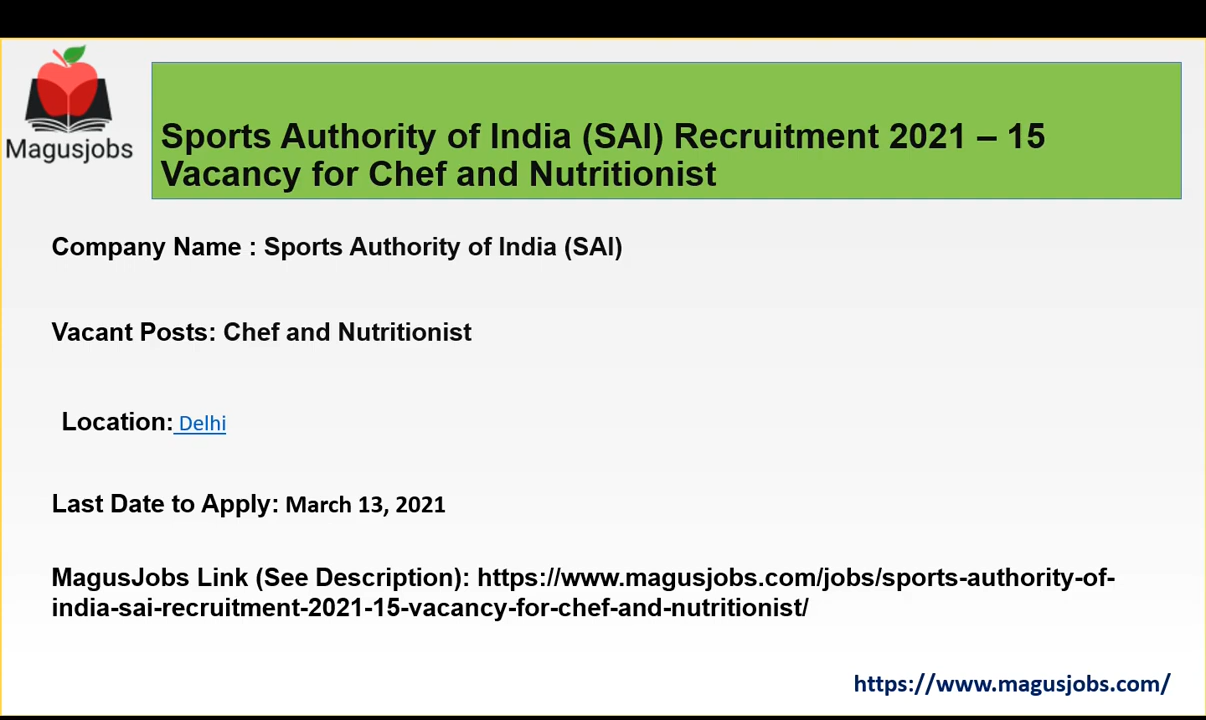 Magusjobs
Sports Authority of India (SAI) Recruitment 2021 – 15
Vacancy for Chef and Nutritionist
Company Name : Sports Authority of India (SAI)
Vacant Posts: Chef and Nutritionist
Location: Delhi
Last Date to Apply: March 13, 2021
MagusJobs Link (See Description): https://www.magusjobs.com/jobs/sports-authority-of-
india-sai-recruitment-2021-15-vacancy-for-chef-and-nutritionist/
https://www.magusjobs.com/